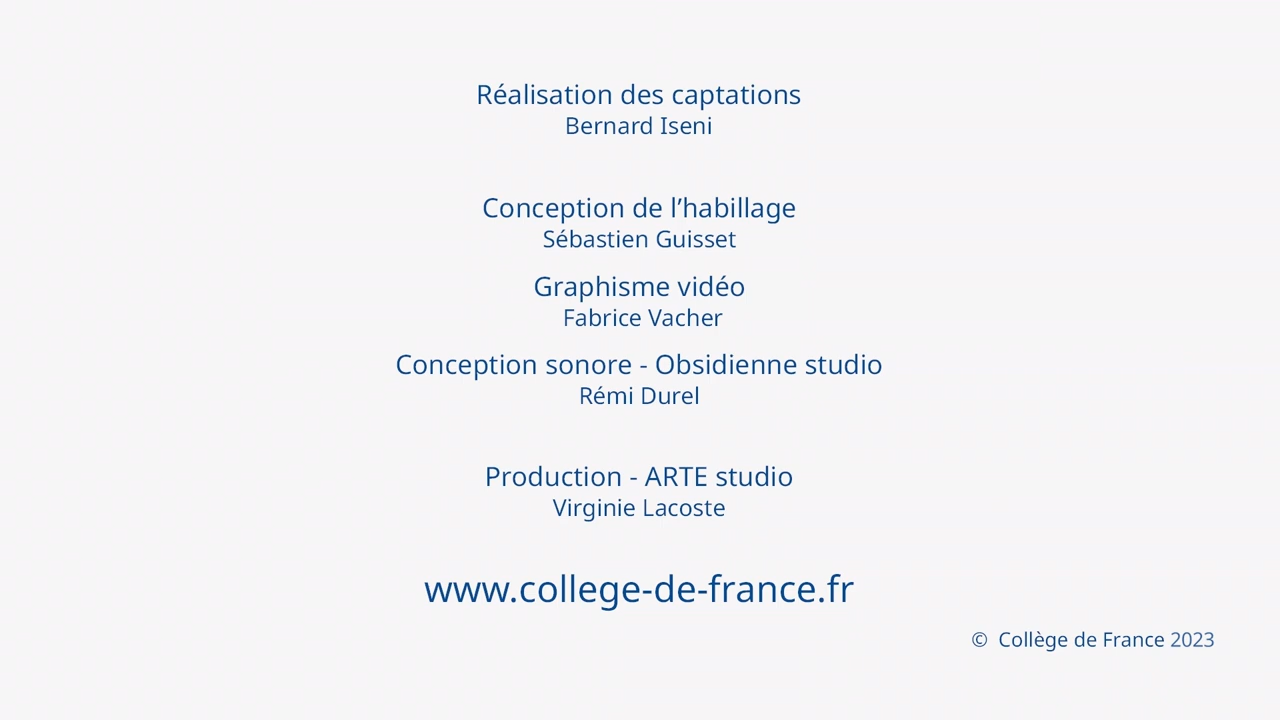 Réalisation des captations
Bernard Iseni
Conception de l’habillage
Sébastien Guisset
Graphisme vidéo
Fabrice Vacher
Conception sonore - Obsidienne studio
Rémi Durel
Production - ARTE studio
Virginie Lacoste
www.college-de-france.fr
© Collège de France 2023